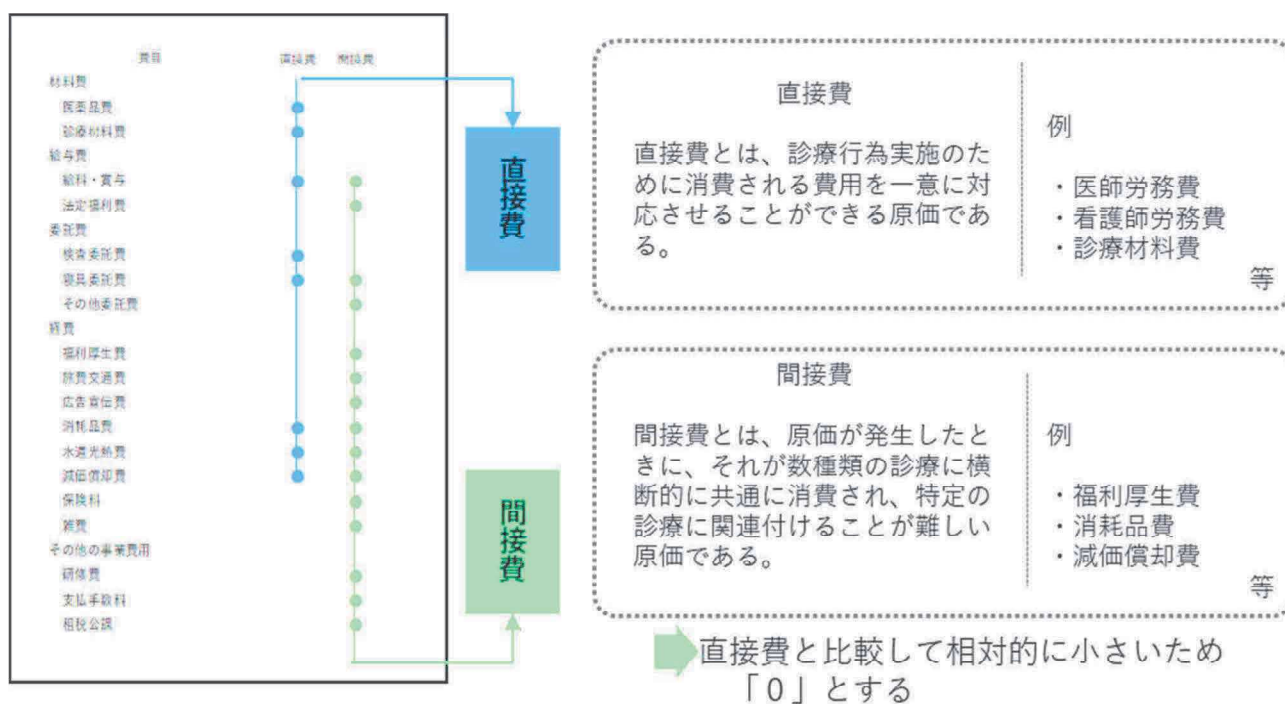 費目 直接費 間接費
材料費
医薬品費
診療材料費
給与費
給料・賞与
法定福利費
委託費
検査委託費
寝具委託費
その他委託費
経費
福利厚生費
旅費交通費
広告宣伝費
消耗品費
水道光熱費
減価償却費
保険料
雑費
その他の事業費用
研修費
支払手数料
租税公課
直接費
間接費
直接費
直接費とは、診療行為実施のた
めに消費される費用を一意に対
応させることができる原価であ
る。
例
・医師労務費
・看護師労務費
・診療材料費
等
間接費
間接費とは、原価が発生したと
きに、それが数種類の診療に横
断的に共通に消費され、特定の
診療に関連付けることが難しい
原価である。
例
・福利厚生費
・消耗品費
・減価償却費
等
直接費と比較して相対的に小さいため
「0」とする